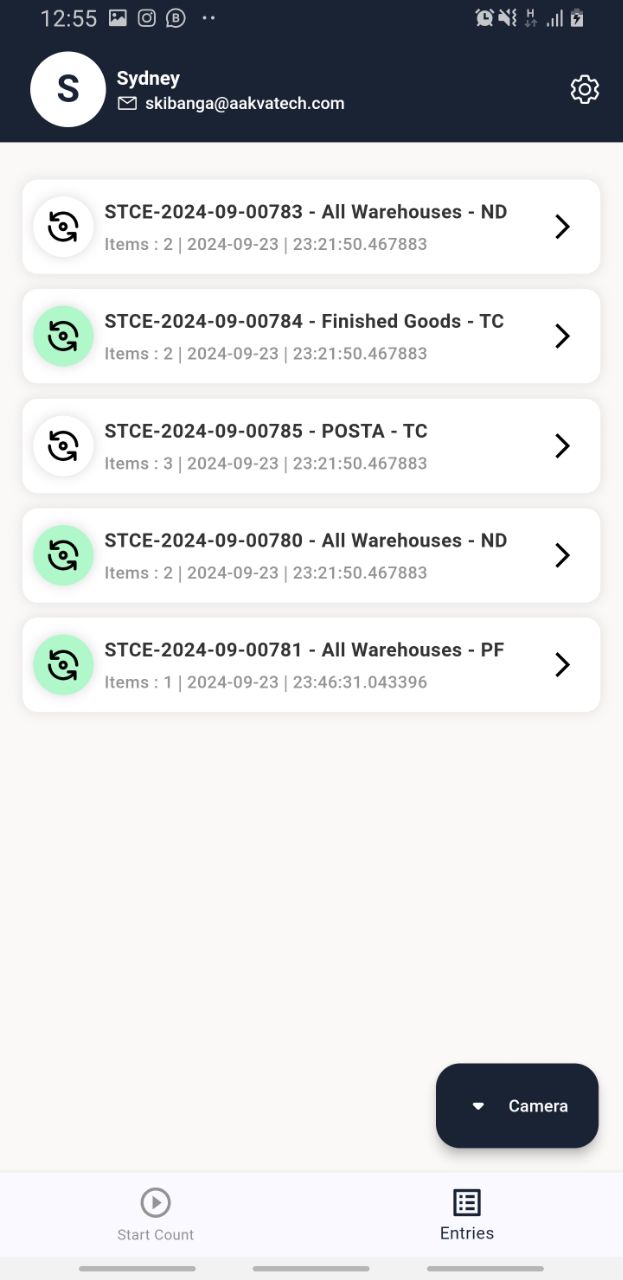 12:55
H
S
Sydney
skibanga@aakvatech.com
STCE-2024-09-00783 - All Warehouses - ND
Items : 2 | 2024-09-23 | 23:21:50.467883
STCE-2024-09-00784 - Finished Goods - TC
Items : 2 | 2024-09-23 | 23:21:50.467883
STCE-2024-09-00785 - POSTA - TC
Items : 3 | 2024-09-23 | 23:21:50.467883
STCE-2024-09-00780 - All Warehouses - ND
Items : 2 | 2024-09-23 | 23:21:50.467883
STCE-2024-09-00781 - All Warehouses - PF
Items : 1 | 2024-09-23 | 23:46:31.043396
Camera
Start Count
Entries